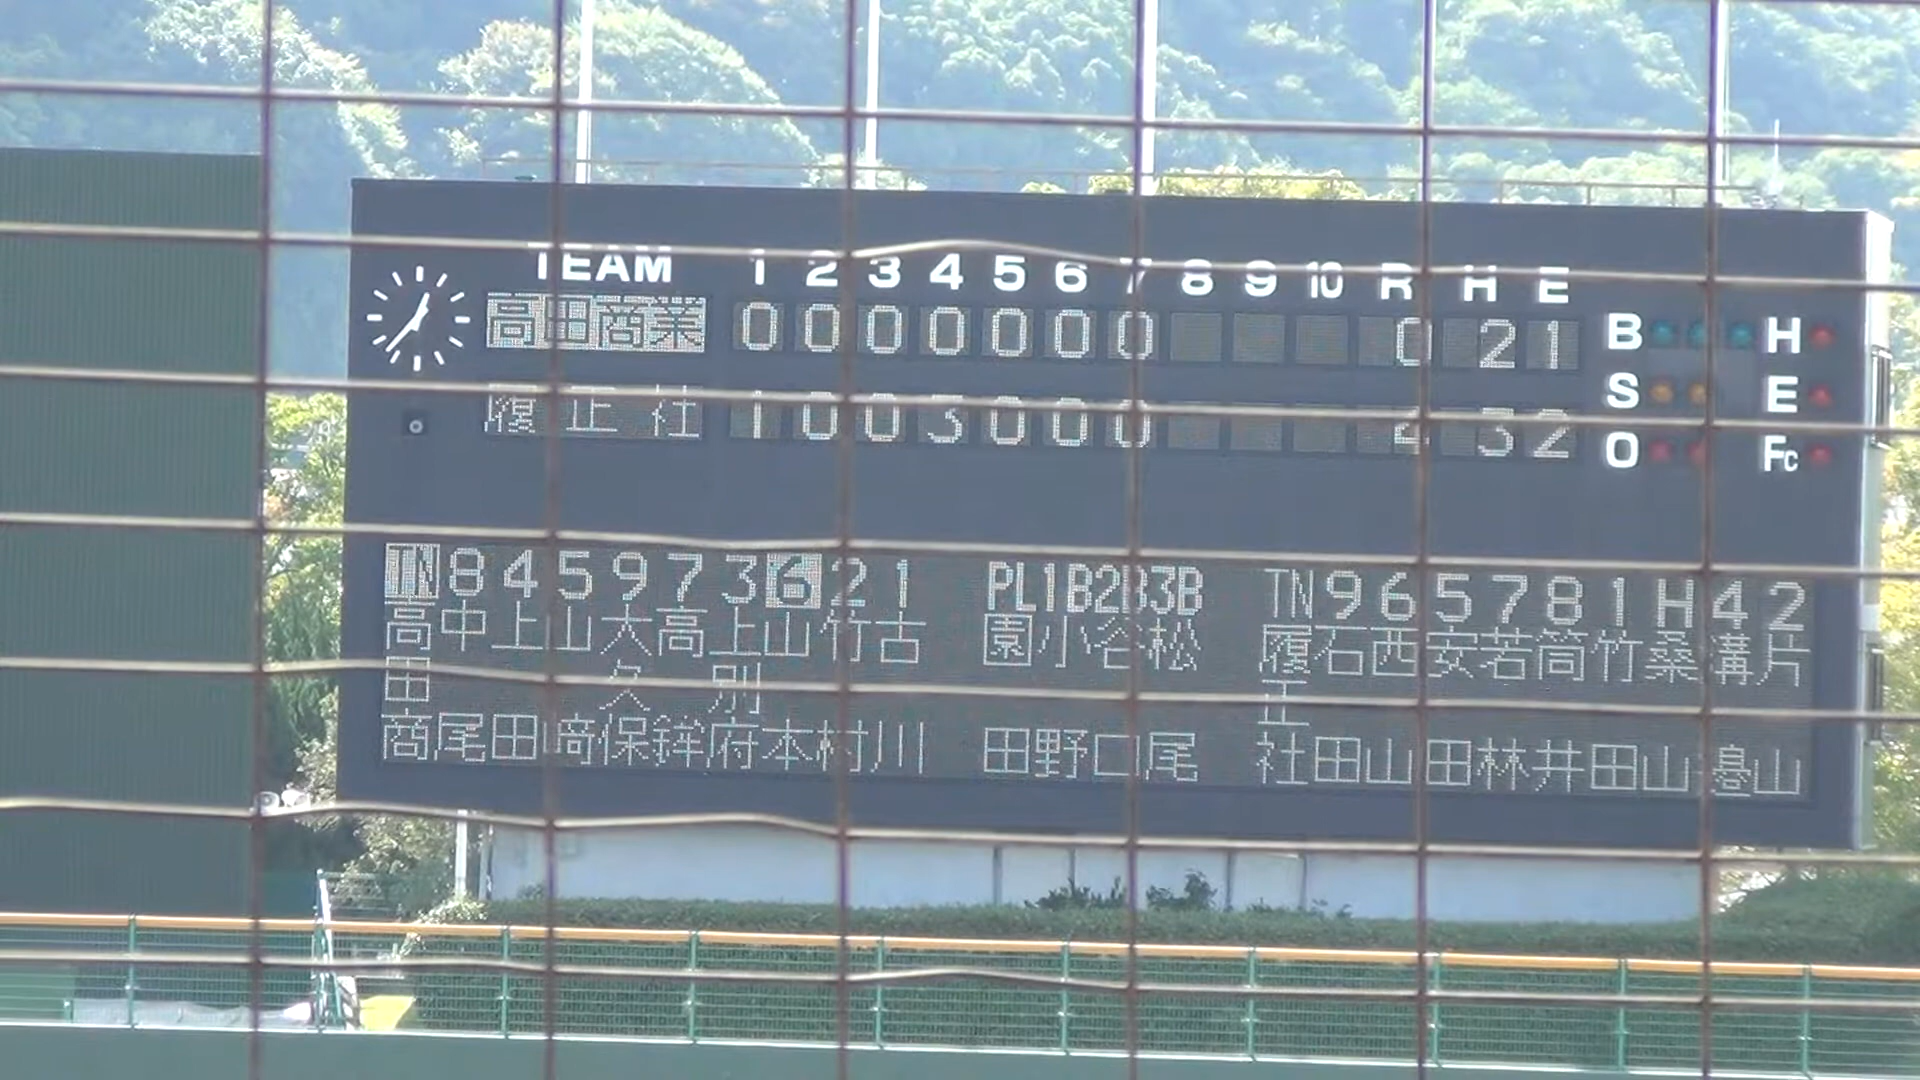 TEAM 1 2 3 4 5 6 7 8 9 10 R H E
高田商業 0 0 0 0 0 0 0 0 2 1
履正社 1 0 0 3 0 0 0 4 3 2
B H
S E
O Fc
TN 8 4 5 9 7 3 6 2 1 PL 1B 2B 3B TN 9 6 5 7 8 1 H 4 2
高 中 上 山 大 高 上 山 竹 古 園 小 谷 松 履 石 西 安 若 筒 竹 桑 溝 片
田 久 別 正
商 尾 田 﨑 保 鉾 府 本 村 川 田 野 口 尾 社 田 山 田 林 井 田 山 邉 山